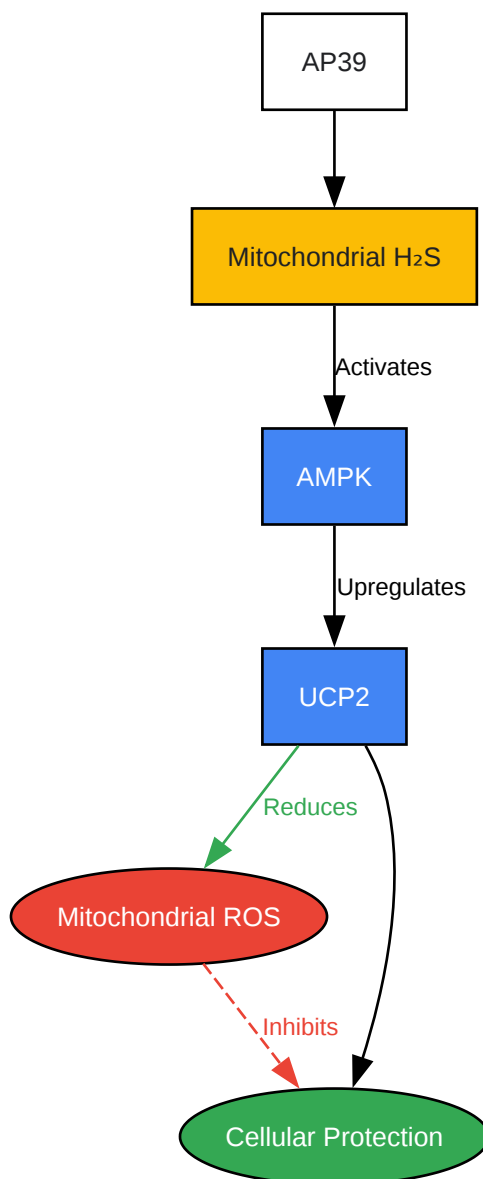 AP39
Mitochondrial H₂S
Activates
AMPK
Upregulates
UCP2
Reduces
Mitochondrial ROS
Inhibits
Cellular Protection